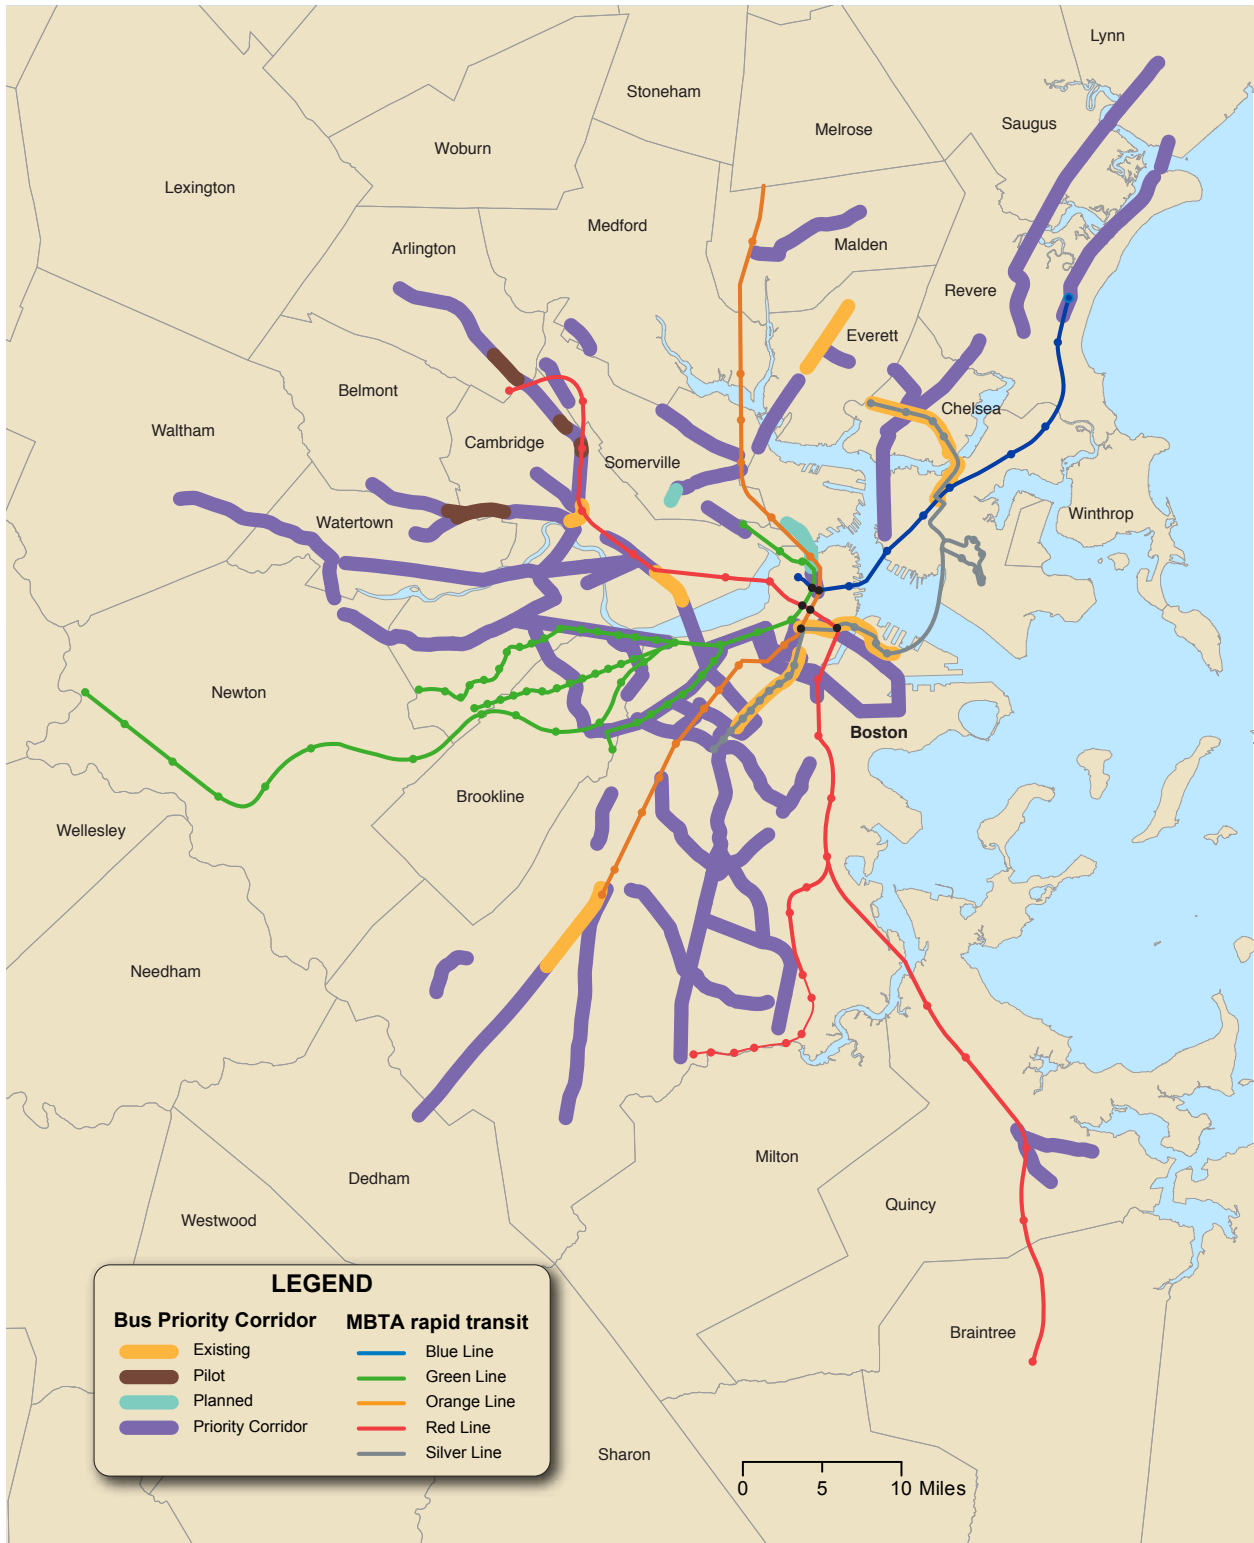 Lynn
Stoneham
Saugus
Melrose
Woburn
Lexington
Medford
Arlington
Malden
Revere
Everett
Belmont
Chelsea
Waltham
Cambridge
Somerville
Watertown
Winthrop
Newton
Boston
Brookline
Wellesley
Needham
Milton
Dedham
Quincy
Westwood
Braintree
Sharon
LEGEND
Bus Priority Corridor
Existing
Pilot
Planned
Priority Corridor
MBTA rapid transit
Blue Line
Green Line
Orange Line
Red Line
Silver Line
0 5 10 Miles